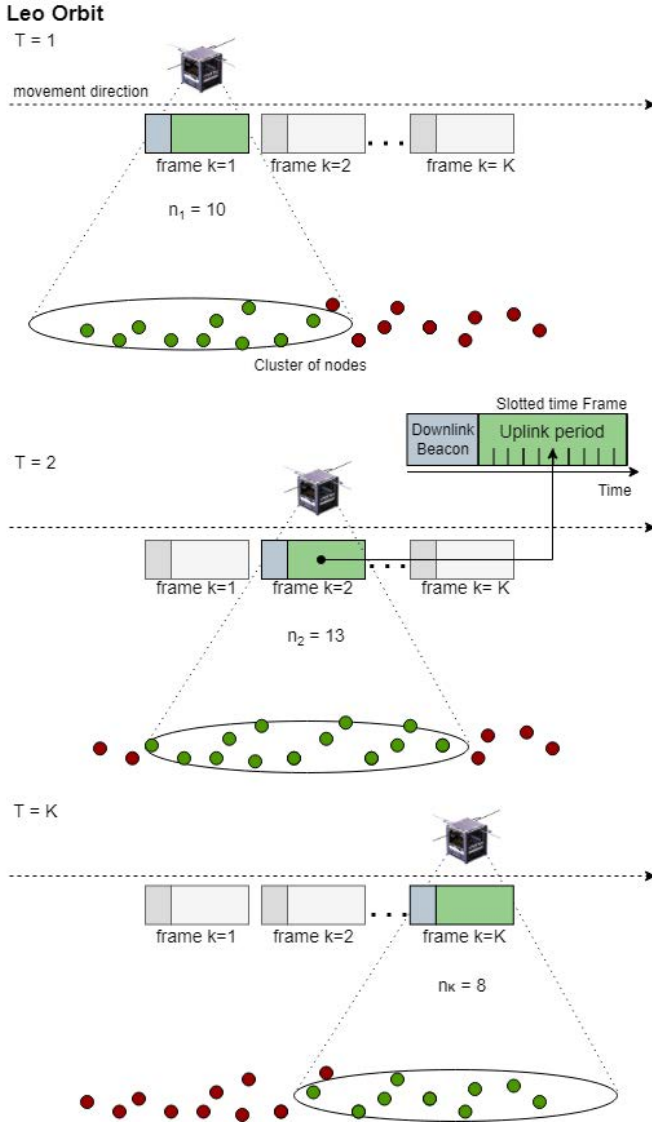 Leo Orbit
T = 1
movement direction
frame k=1
frame k=2
. . .
frame k= K
n₁ = 10
Cluster of nodes
Slotted time Frame
Downlink
Beacon
Uplink period
Time
T = 2
frame k=1
frame k=2
. . .
frame k= K
n₂ = 13
T = K
frame k=1
frame k=2
. . .
frame k=K
nᴋ = 8